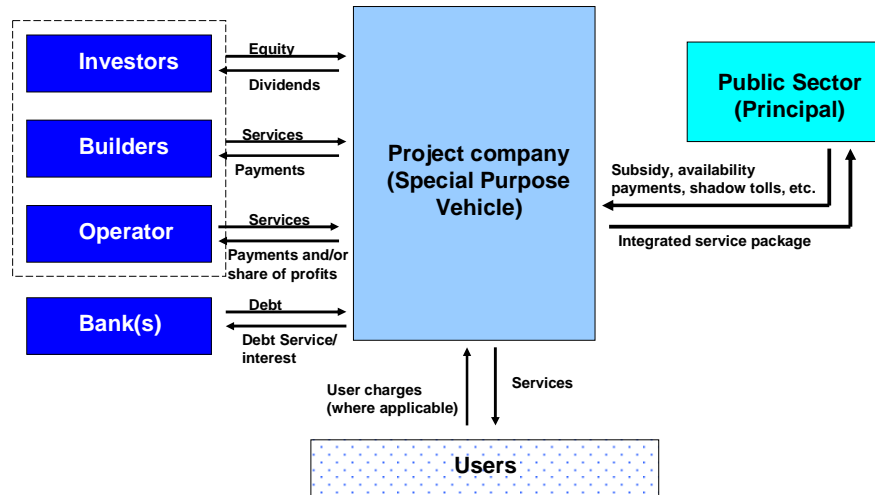 Investors
Equity
Dividends
Builders
Services
Payments
Operator
Services
Payments and/or
share of profits
Bank(s)
Debt
Debt Service/
interest
Project company
(Special Purpose
Vehicle)
Public Sector
(Principal)
Subsidy, availability
payments, shadow tolls, etc.
Integrated service package
User charges
(where applicable)
Services
Users